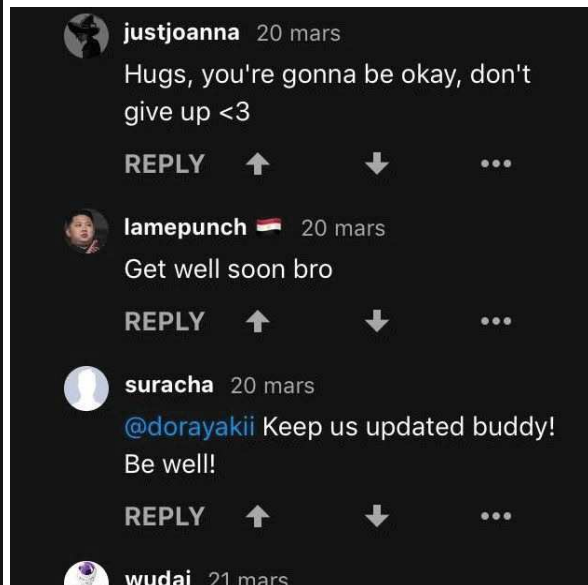 justjoanna 20 mars
Hugs, you're gonna be okay, don't
give up <3
REPLY
lamepunch 20 mars
Get well soon bro
REPLY
suracha 20 mars
@dorayakii Keep us updated buddy!
Be well!
REPLY
wudai 21 mars